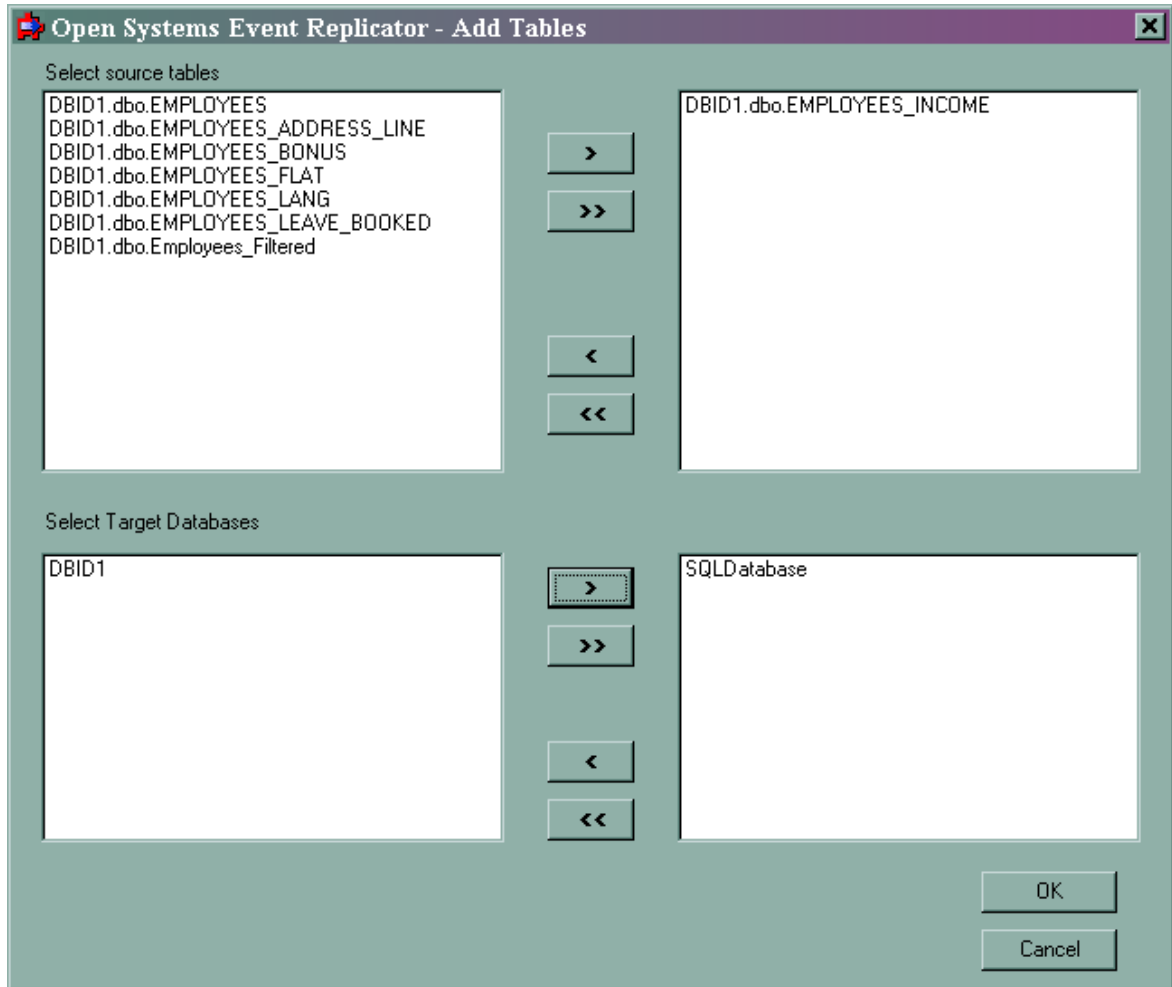 Open Systems Event Replicator - Add Tables
Select source tables
DBID1.dbo.EMPLOYEES
DBID1.dbo.EMPLOYEES_ADDRESS_LINE
DBID1.dbo.EMPLOYEES_BONUS
DBID1.dbo.EMPLOYEES_FLAT
DBID1.dbo.EMPLOYEES_LANG
DBID1.dbo.EMPLOYEES_LEAVE_BOOKED
DBID1.dbo.Employees_Filtered
>
>>
<
<<
DBID1.dbo.EMPLOYEES_INCOME
Select Target Databases
DBID1
>
>>
<
<<
SQLDatabase
OK
Cancel